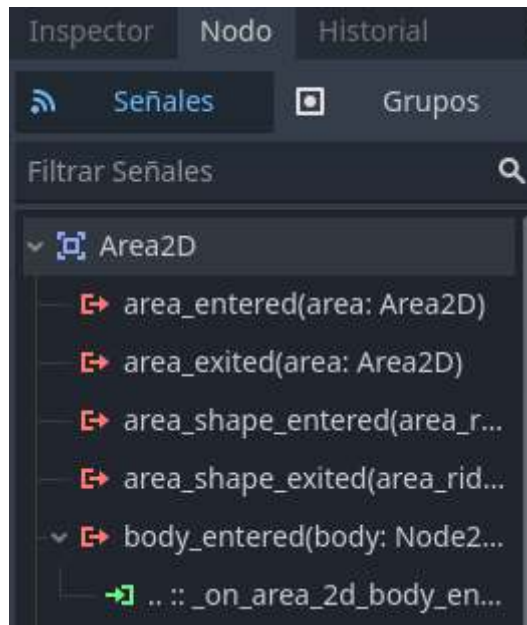 Inspector Nodo Historial
Señales Grupos
Filtrar Señales
Area2D
area_entered(area: Area2D)
area_exited(area: Area2D)
area_shape_entered(area_r...
area_shape_exited(area_rid...
body_entered(body: Node2...
.. :: _on_area_2d_body_en...